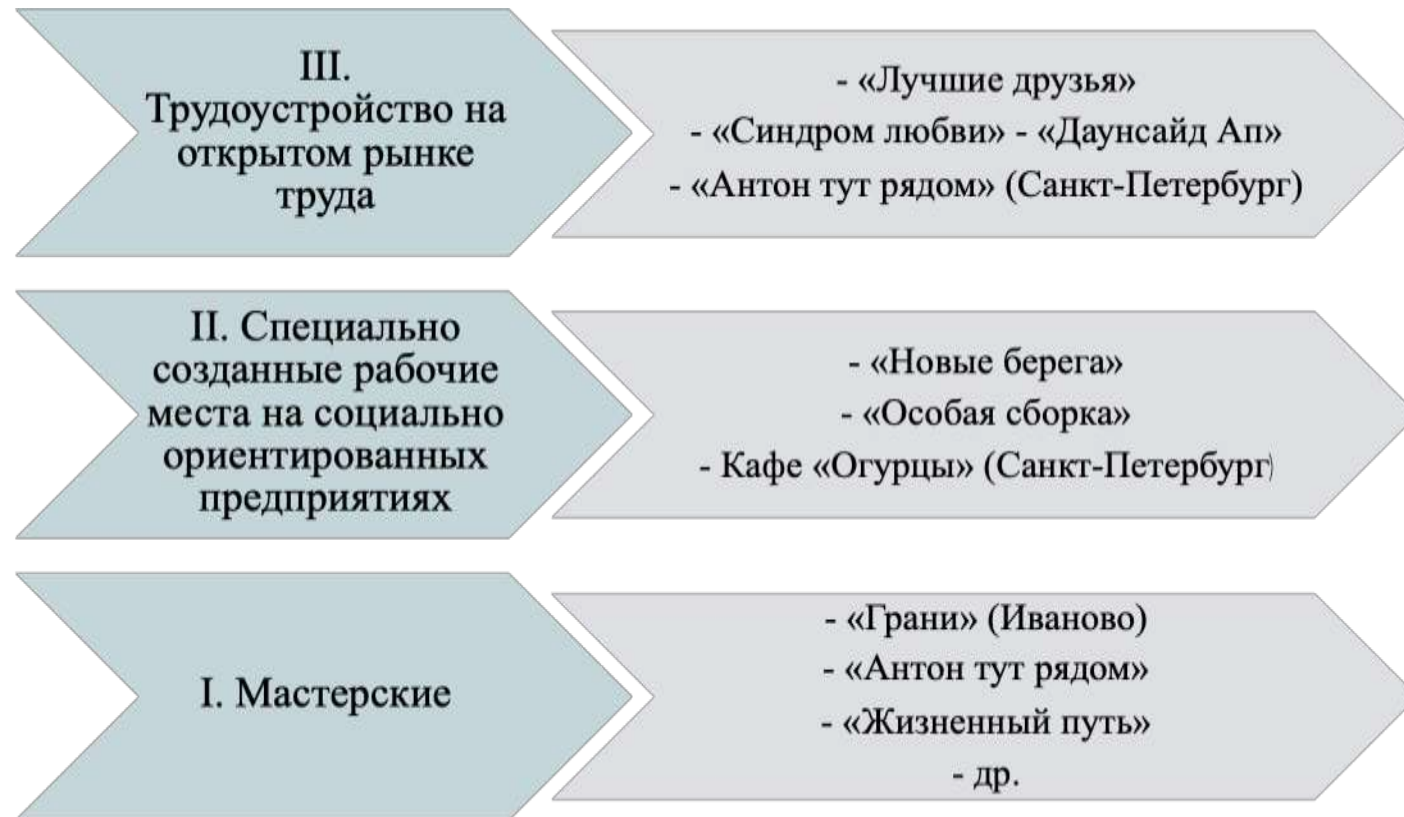 III.
Трудоустройство на
открытом рынке
труда
- «Лучшие друзья»
- «Синдром любви» - «Даунсайд Ап»
- «Антон тут рядом» (Санкт-Петербург)
II. Специально
созданные рабочие
места на социально
ориентированных
предприятиях
- «Новые берега»
- «Особая сборка»
- Кафе «Огурцы» (Санкт-Петербург)
I. Мастерские
- «Грани» (Иваново)
- «Антон тут рядом»
- «Жизненный путь»
- др.